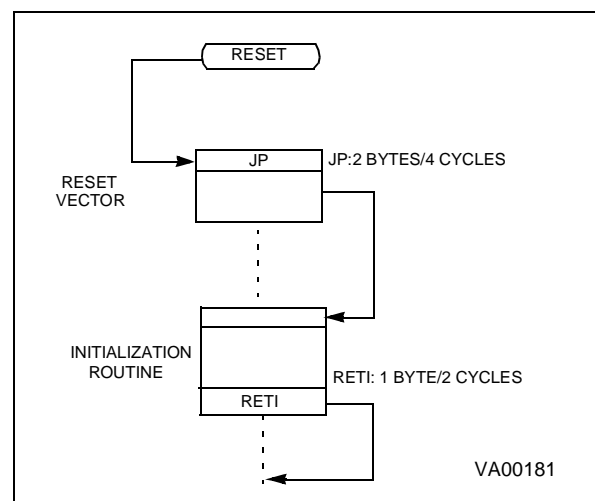 RESET
JP
JP:2 BYTES/4 CYCLES
RESET
VECTOR
INITIALIZATION
ROUTINE
RETI: 1 BYTE/2 CYCLES
RETI
VA00181